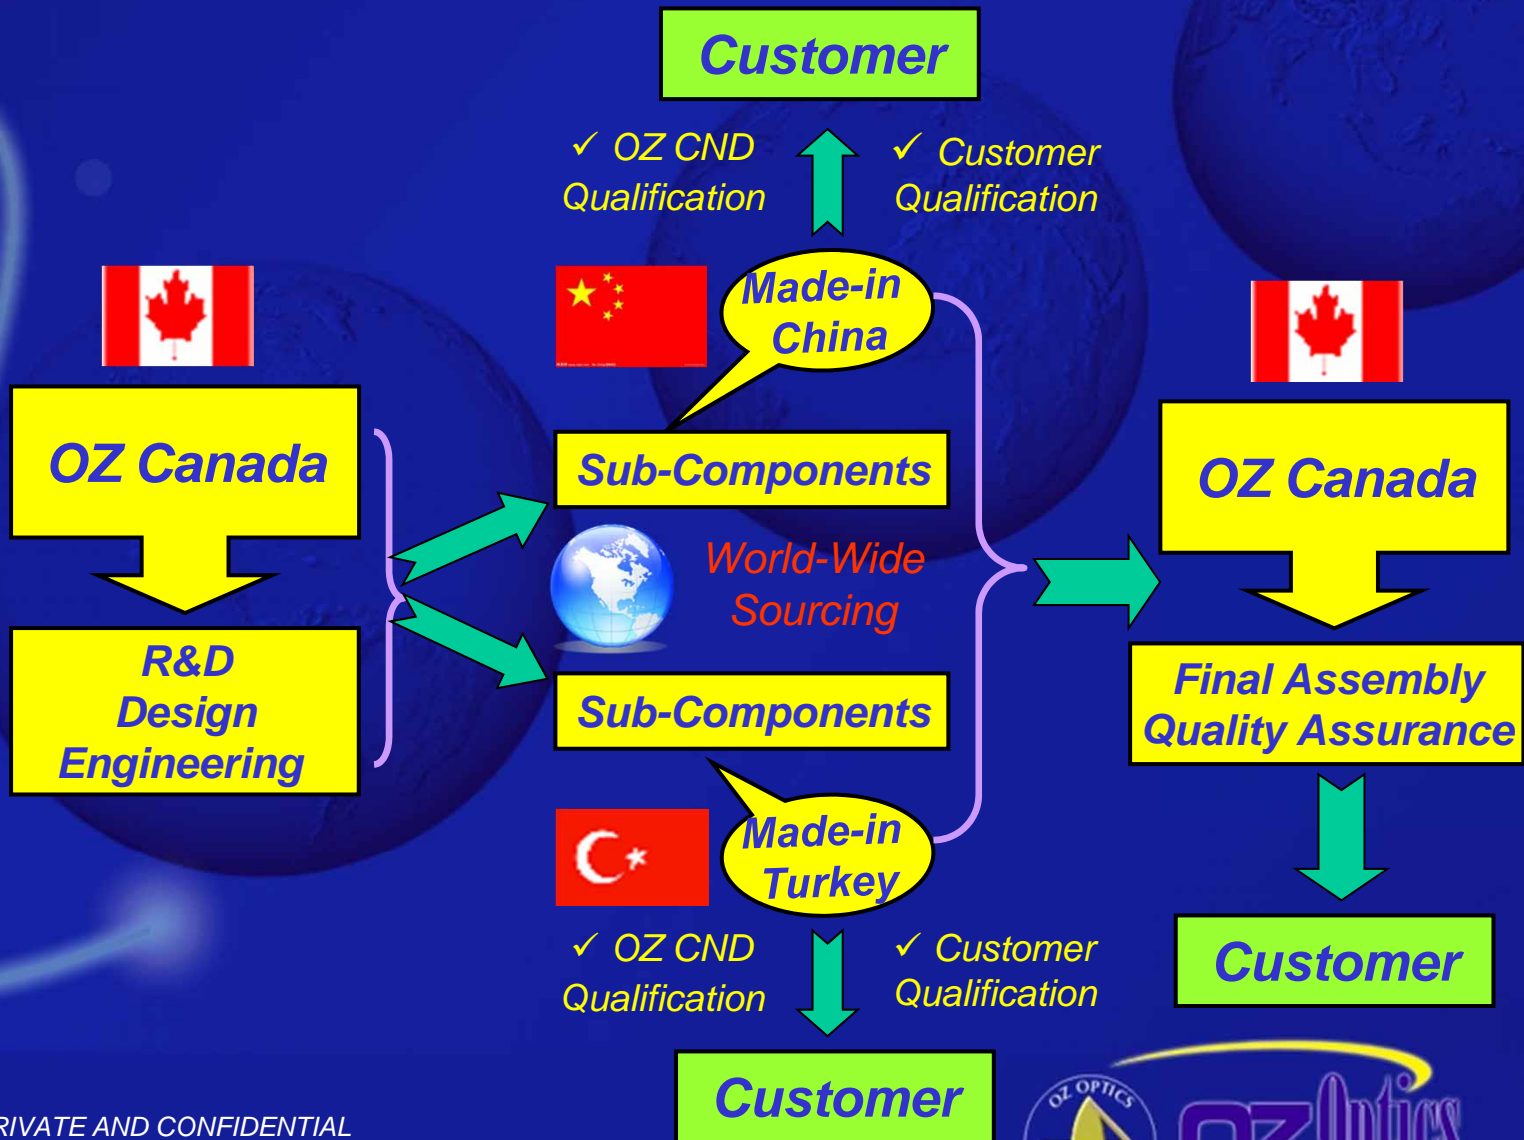 Customer
✓ OZ CND
Qualification
✓ Customer
Qualification
Made-in
China
OZ Canada
R&D
Design
Engineering
Sub-Components
World-Wide
Sourcing
Sub-Components
Made-in
Turkey
✓ OZ CND
Qualification
✓ Customer
Qualification
Customer
OZ Canada
Final Assembly
Quality Assurance
Customer
RIVATE AND CONFIDENTIAL
OZ OPTICS
OZ Optics